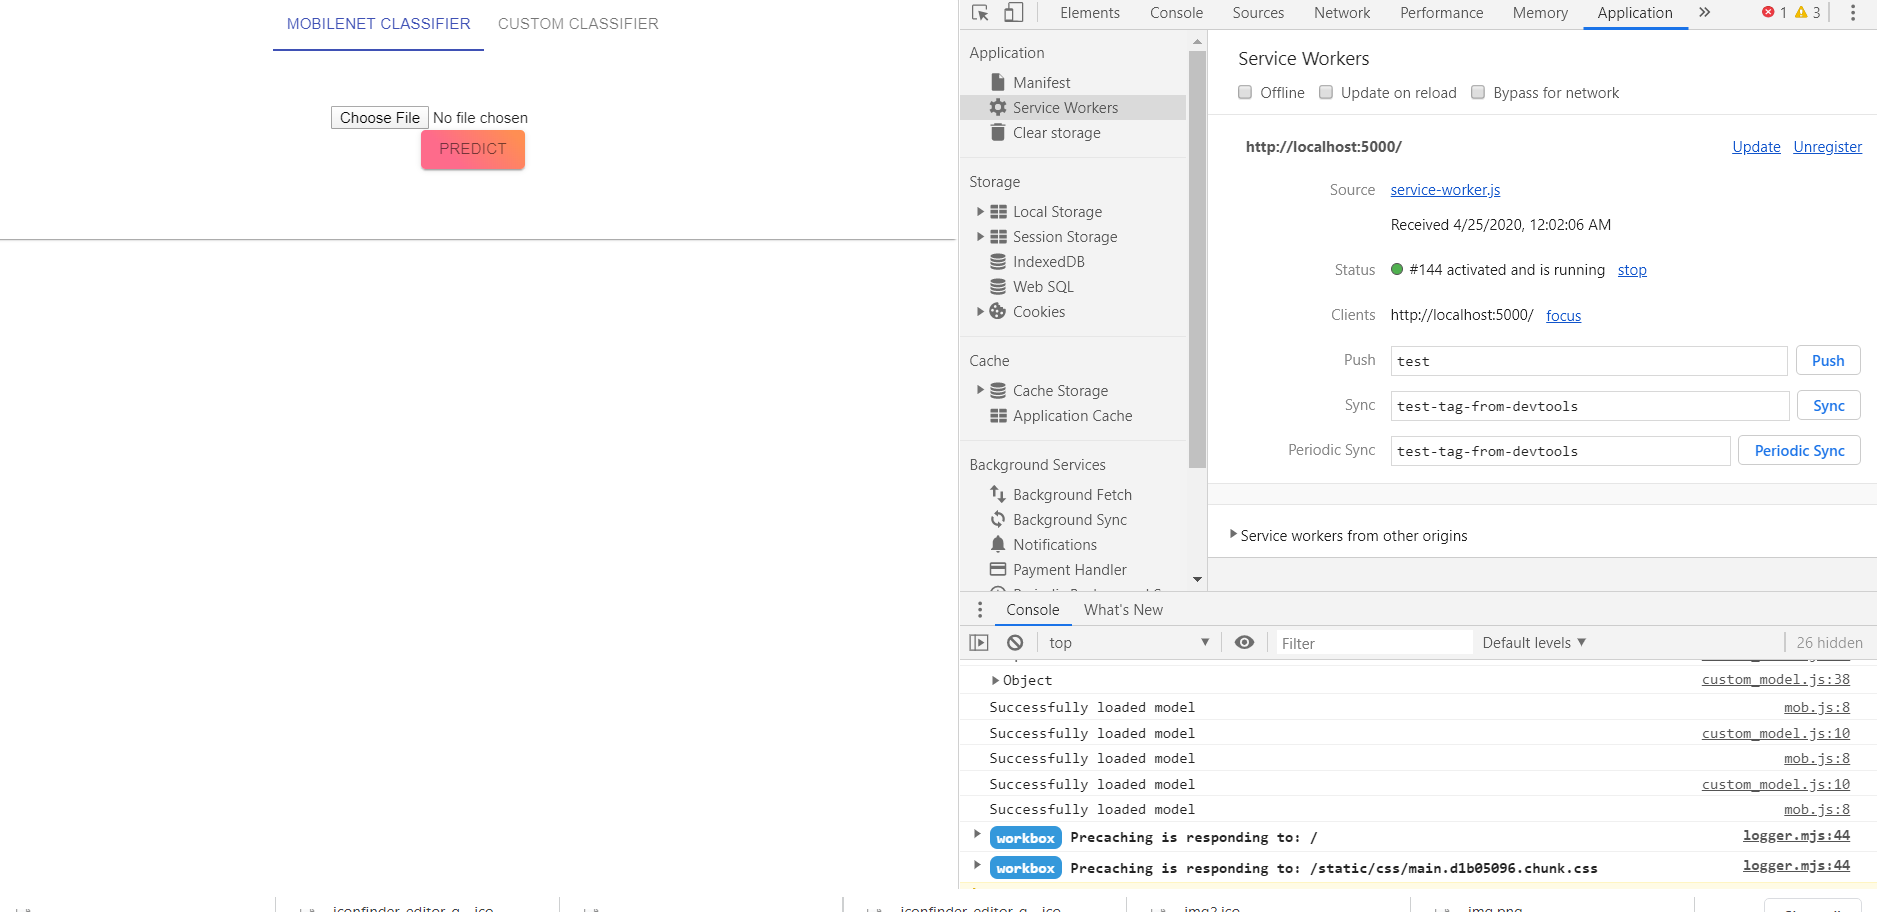 MOBILENET CLASSIFIER CUSTOM CLASSIFIER
Choose File No file chosen
PREDICT
Elements Console Sources Network Performance Memory Application 1 3
Application
Manifest
Service Workers
Clear storage
Storage
Local Storage
Session Storage
IndexedDB
Web SQL
Cookies
Cache
Cache Storage
Application Cache
Background Services
Background Fetch
Background Sync
Notifications
Payment Handler
Service Workers
Offline Update on reload Bypass for network
http://localhost:5000/ Update Unregister
Source service-worker.js
Received 4/25/2020, 12:02:06 AM
Status #144 activated and is running stop
Clients http://localhost:5000/ focus
Push test Push
Sync test-tag-from-devtools Sync
Periodic Sync test-tag-from-devtools Periodic Sync
Service workers from other origins
Console What's New
top Filter Default levels 26 hidden
Object custom_model.js:38
Successfully loaded model mob.js:8
Successfully loaded model custom_model.js:10
Successfully loaded model mob.js:8
Successfully loaded model custom_model.js:10
Successfully loaded model mob.js:8
workbox Precaching is responding to: / logger.mjs:44
workbox Precaching is responding to: /static/css/main.d1b05096.chunk.css logger.mjs:44